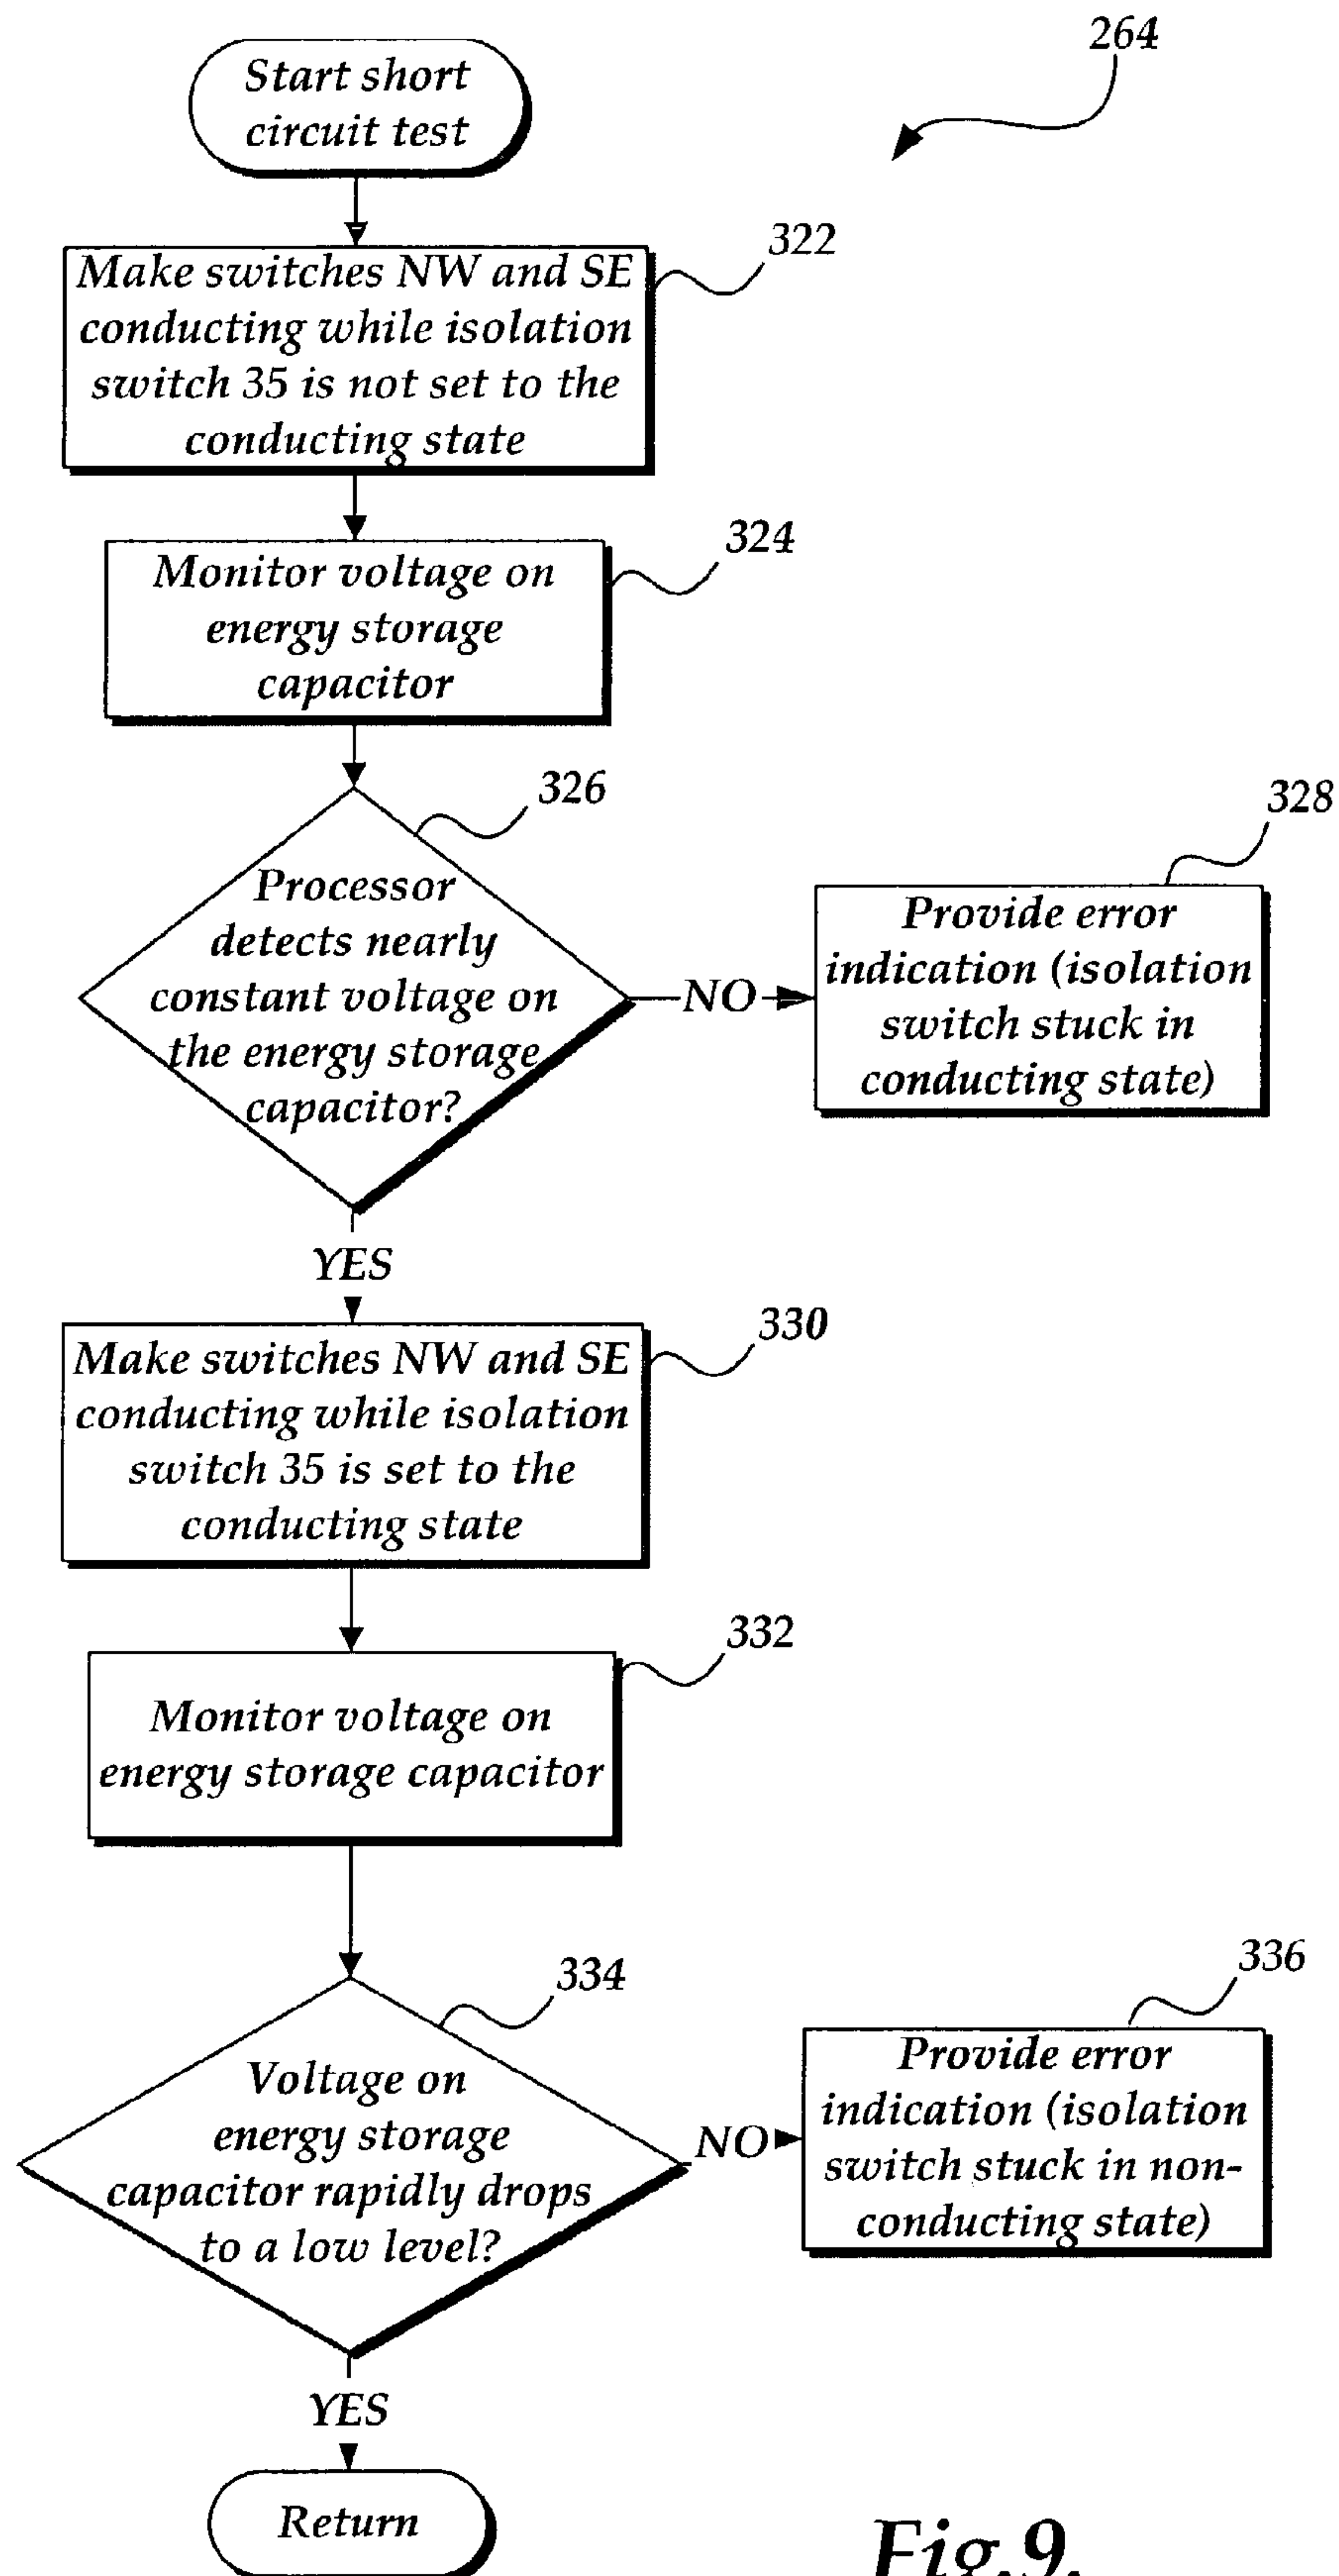 264
Start short
circuit test
322
Make switches NW and SE
conducting while isolation
switch 35 is not set to the
conducting state
324
Monitor voltage on
energy storage
capacitor
326
Processor
detects nearly
constant voltage on
the energy storage
capacitor?
NO
328
Provide error
indication (isolation
switch stuck in
conducting state)
YES
330
Make switches NW and SE
conducting while isolation
switch 35 is set to the
conducting state
332
Monitor voltage on
energy storage capacitor
334
Voltage on
energy storage
capacitor rapidly drops
to a low level?
NO
336
Provide error
indication (isolation
switch stuck in non-
conducting state)
YES
Return
Fig.9.